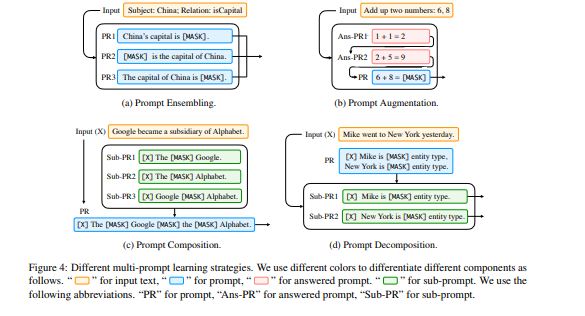 Input Subject: China; Relation: isCapital
PR1 China's capital is [MASK].
PR2 [MASK] is the capital of China.
PR3 The capital of China is [MASK].
(a) Prompt Ensembling.
Input Add up two numbers: 6, 8
Ans-PR1 1 + 1 = 2
Ans-PR2 2 + 5 = 9
PR 6 + 8 = [MASK]
(b) Prompt Augmentation.
Input (X) Google became a subsidiary of Alphabet.
Sub-PR1 [X] The [MASK] Google.
Sub-PR2 [X] The [MASK] Alphabet.
Sub-PR3 [X] Google [MASK] Alphabet.
PR
[X] The [MASK] Google [MASK] the [MASK] Alphabet.
(c) Prompt Composition.
Input (X) Mike went to New York yesterday.
PR [X] Mike is [MASK] entity type,
New York is [MASK] entity type.
Sub-PR1 [X] Mike is [MASK] entity type.
Sub-PR2 [X] New York is [MASK] entity type.
(d) Prompt Decomposition.
Figure 4: Different multi-prompt learning strategies. We use different colors to differentiate different components as
follows. “ ” for input text, “ ” for prompt, “ ” for answered prompt. “ ” for sub-prompt. We use the
following abbreviations. “PR” for prompt, “Ans-PR” for answered prompt, “Sub-PR” for sub-prompt.